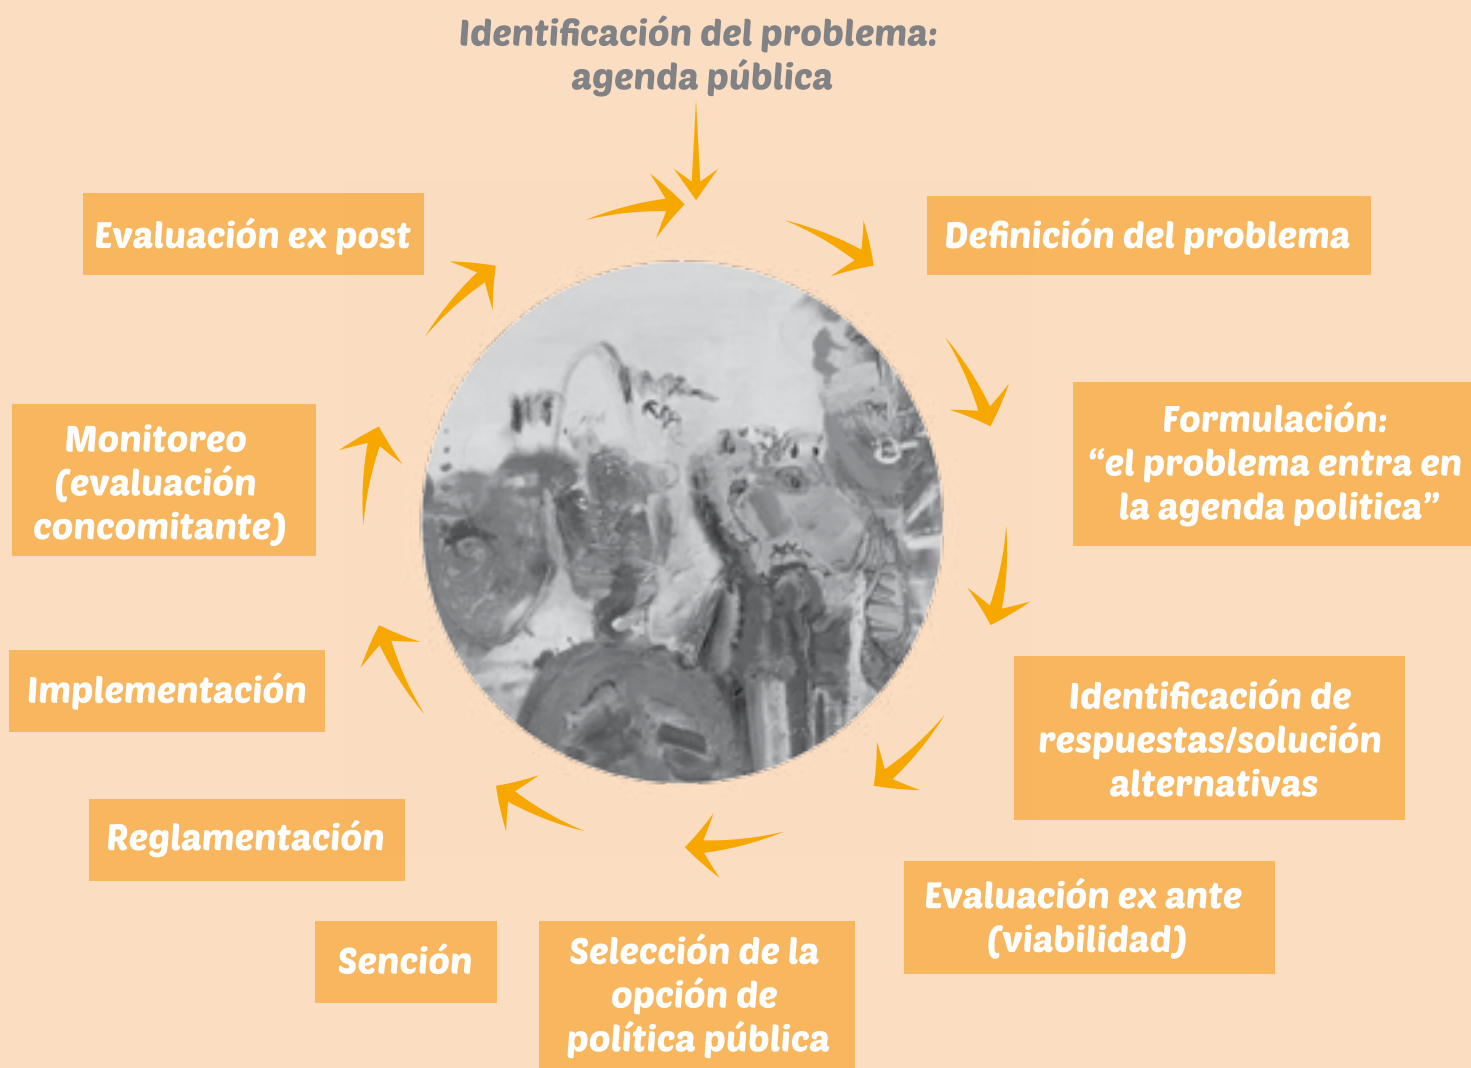 Identificación del problema:
agenda pública
Definición del problema
Formulación:
“el problema entra en
la agenda politica”
Identificación de
respuestas/solución
alternativas
Evaluación ex ante
(viabilidad)
Selección de la
opción de
política pública
Sención
Reglamentación
Implementación
Monitoreo
(evaluación
concomitante)
Evaluación ex post